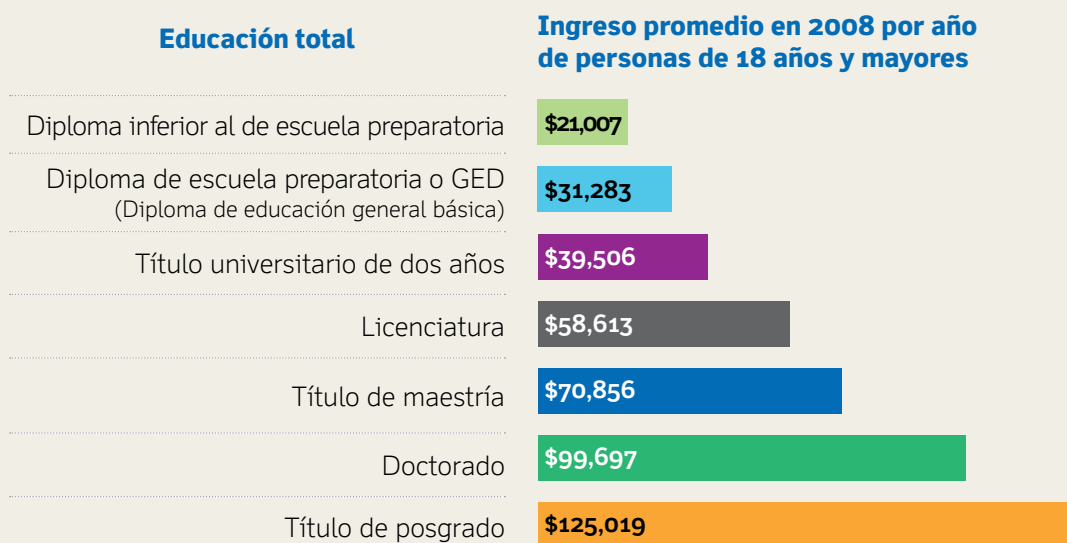 Educación total
Ingreso promedio en 2008 por año
de personas de 18 años y mayores
Diploma inferior al de escuela preparatoria
$21,007
Diploma de escuela preparatoria o GED
(Diploma de educación general básica)
$31,283
Título universitario de dos años
$39,506
Licenciatura
$58,613
Título de maestría
$70,856
Doctorado
$99,697
Título de posgrado
$125,019